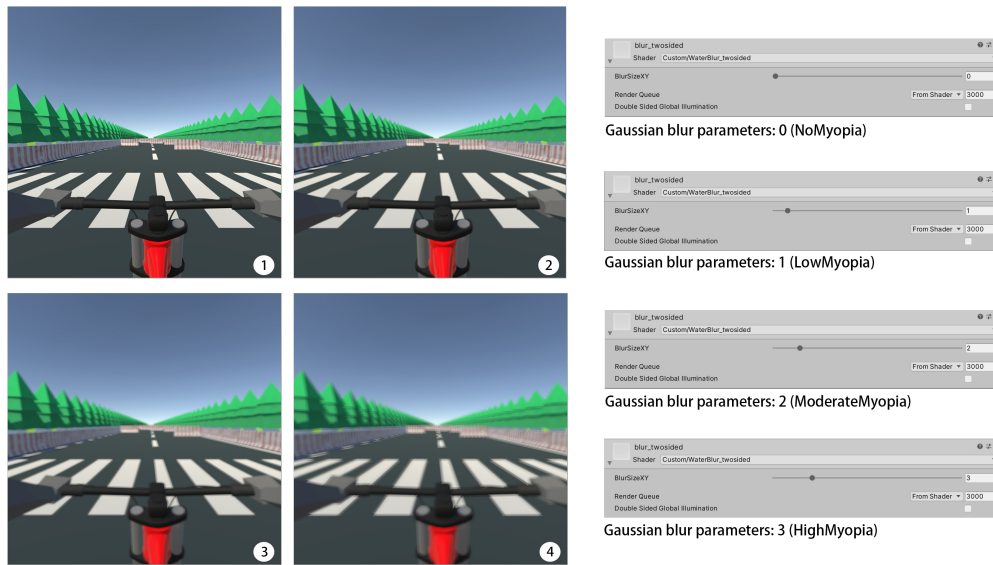 1
2
3
4
blur_twosided
Shader Custom/WaterBlur_twosided
BlurSizeXY 0
Render Queue From Shader 3000
Double Sided Global Illumination
Gaussian blur parameters: 0 (NoMyopia)
blur_twosided
Shader Custom/WaterBlur_twosided
BlurSizeXY 1
Render Queue From Shader 3000
Double Sided Global Illumination
Gaussian blur parameters: 1 (LowMyopia)
blur_twosided
Shader Custom/WaterBlur_twosided
BlurSizeXY 2
Render Queue From Shader 3000
Double Sided Global Illumination
Gaussian blur parameters: 2 (ModerateMyopia)
blur_twosided
Shader Custom/WaterBlur_twosided
BlurSizeXY 3
Render Queue From Shader 3000
Double Sided Global Illumination
Gaussian blur parameters: 3 (HighMyopia)